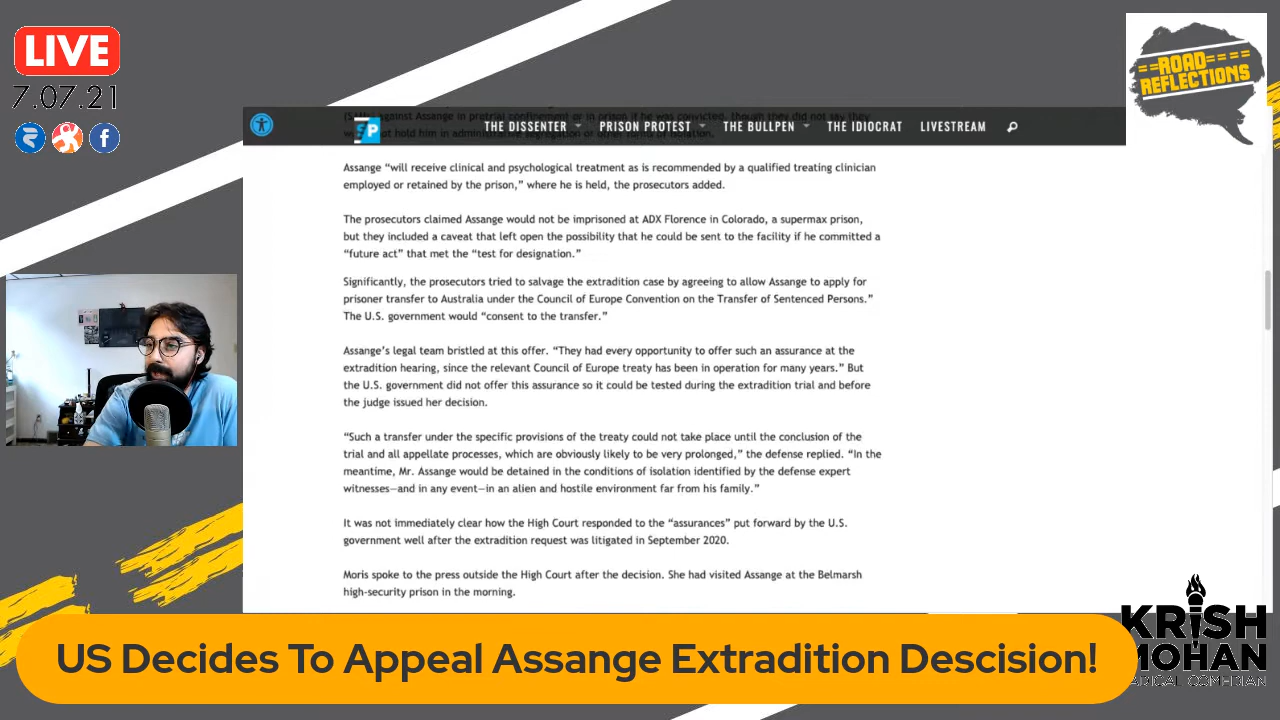 LIVE
7.07.21
==ROAD====
REFLECTIONS
SP
THE DISSENTER
PRISON PROTEST
THE BULLPEN
THE IDIOCRAT
LIVESTREAM
Assange “will receive clinical and psychological treatment as is recommended by a qualified treating clinician
employed or retained by the prison,” where he is held, the prosecutors added.
The prosecutors claimed Assange would not be imprisoned at ADX Florence in Colorado, a supermax prison,
but they included a caveat that left open the possibility that he could be sent to the facility if he committed a
“future act” that met the “test for designation.”
Significantly, the prosecutors tried to salvage the extradition case by agreeing to allow Assange to apply for
prisoner transfer to Australia under the Council of Europe Convention on the Transfer of Sentenced Persons.”
The U.S. government would “consent to the transfer.”
Assange’s legal team bristled at this offer. “They had every opportunity to offer such an assurance at the
extradition hearing, since the relevant Council of Europe treaty has been in operation for many years.” But
the U.S. government did not offer this assurance so it could be tested during the extradition trial and before
the judge issued her decision.
“Such a transfer under the specific provisions of the treaty could not take place until the conclusion of the
trial and all appellate processes, which are obviously likely to be very prolonged,” the defense replied. “In the
meantime, Mr. Assange would be detained in the conditions of isolation identified by the defense expert
witnesses—and in any event—in an alien and hostile environment far from his family.”
It was not immediately clear how the High Court responded to the “assurances” put forward by the U.S.
government well after the extradition request was litigated in September 2020.
Moris spoke to the press outside the High Court after the decision. She had visited Assange at the Belmarsh
high-security prison in the morning.
US Decides To Appeal Assange Extradition Descision!
KRISH
MOHAN
RADICAL COMEDIAN